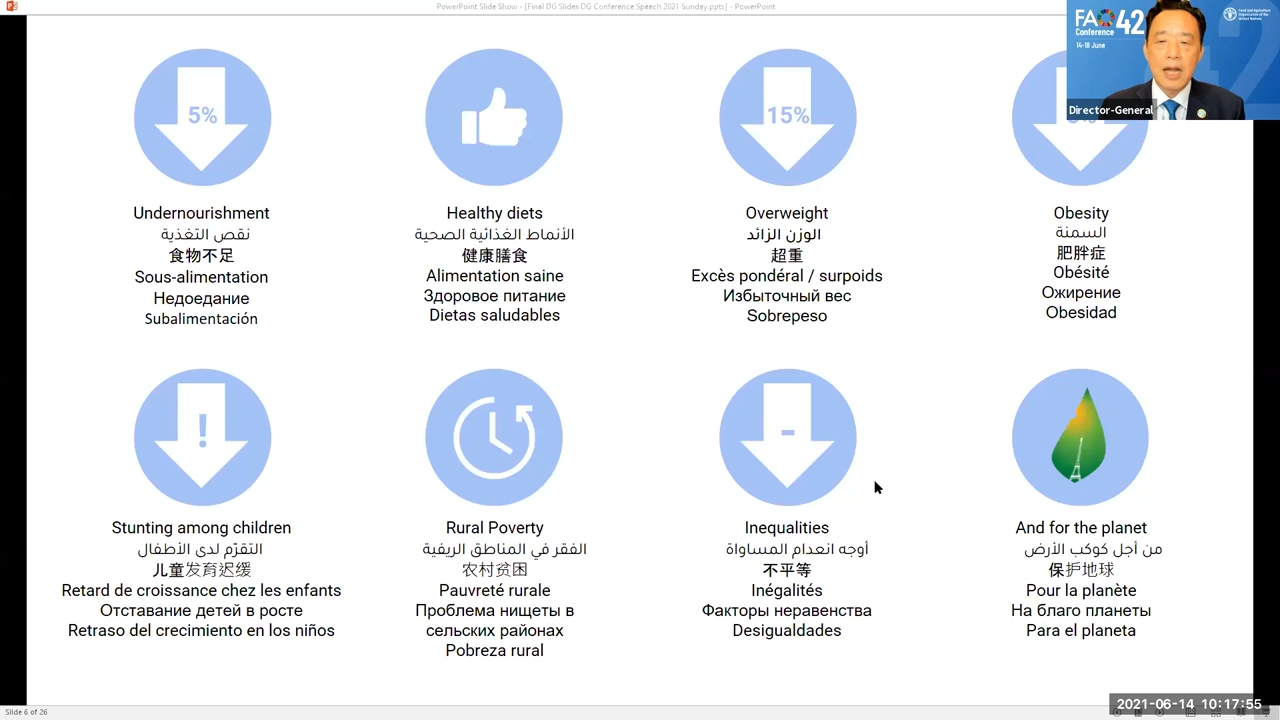 PowerPoint Slide Show - [Final DG Slides DG Conference Speech 2021 Sunday.pptx] - PowerPoint
FAO 42
Conference
14-18 June
Food and Agriculture
Organization of the
United Nations
Director-General
5%
15%
Undernourishment
نقص التغذية
食物不足
Sous-alimentation
Недоедание
Subalimentación
Healthy diets
الأنماط الغذائية الصحية
健康膳食
Alimentation saine
Здоровое питание
Dietas saludables
Overweight
الوزن الزائد
超重
Excès pondéral / surpoids
Избыточный вес
Sobrepeso
Obesity
السمنة
肥胖症
Obésité
Ожирение
Obesidad
!
-
Stunting among children
التقزّم لدى الأطفال
儿童发育迟缓
Retard de croissance chez les enfants
Отставание детей в росте
Retraso del crecimiento en los niños
Rural Poverty
الفقر في المناطق الريفية
农村贫困
Pauvreté rurale
Проблема нищеты в
сельских районах
Pobreza rural
Inequalities
أوجه انعدام المساواة
不平等
Inégalités
Факторы неравенства
Desigualdades
And for the planet
من أجل كوكب الأرض
保护地球
Pour la planète
На благо планеты
Para el planeta
Slide 6 of 26
2021-06-14 10:17:55